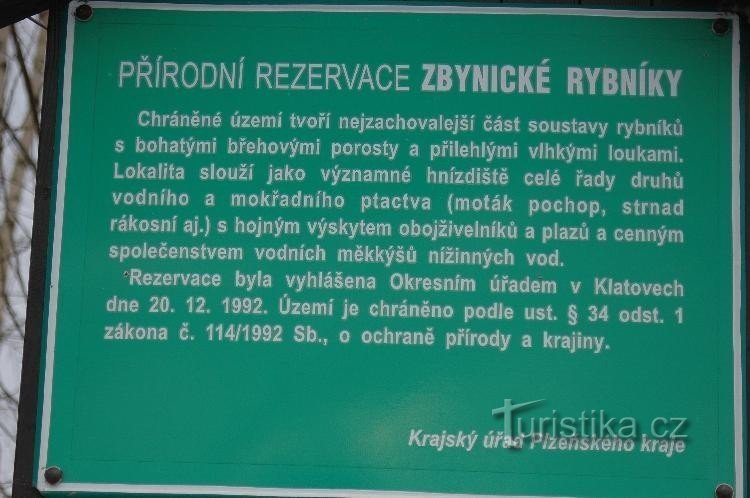 PŘÍRODNÍ REZERVACE ZBYNICKÉ RYBNÍKY
Chráněné území tvoří nejzachovalejší část soustavy rybníků
s bohatými břehovými porosty a přilehlými vlhkými loukami.
Lokalita slouží jako významné hnízdiště celé řady druhů
vodního a mokřadního ptactva (moták pochop, strnad
rákosní aj.) s hojným výskytem obojživelníků a plazů a cenným
společenstvem vodních měkkýšů nížinných vod.
Rezervace byla vyhlášena Okresním úřadem v Klatovech
dne 20. 12. 1992. Území je chráněno podle ust. § 34 odst. 1
zákona č. 114/1992 Sb., o ochraně přírody a krajiny.
Turistika.cz
Krajský úřad Plzeňského kraje